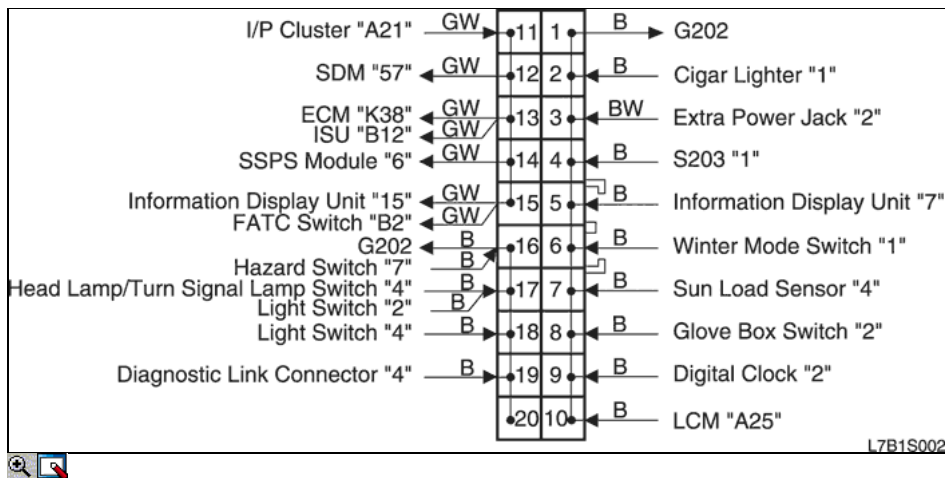 I/P Cluster "A21" GW 11 1 B G202
SDM "57" GW 12 2 B Cigar Lighter "1"
ECM "K38" GW 13 3 BW Extra Power Jack "2"
ISU "B12" GW
SSPS Module "6" GW 14 4 B S203 "1"
Information Display Unit "15" GW 15 5 B Information Display Unit "7"
FATC Switch "B2" GW
G202 B 16 6 B Winter Mode Switch "1"
Hazard Switch "7" B
Head Lamp/Turn Signal Lamp Switch "4" B 17 7 B Sun Load Sensor "4"
Light Switch "2" B
Light Switch "4" B 18 8 B Glove Box Switch "2"
Diagnostic Link Connector "4" B 19 9 B Digital Clock "2"
20 10 B LCM "A25"
L7B1S002